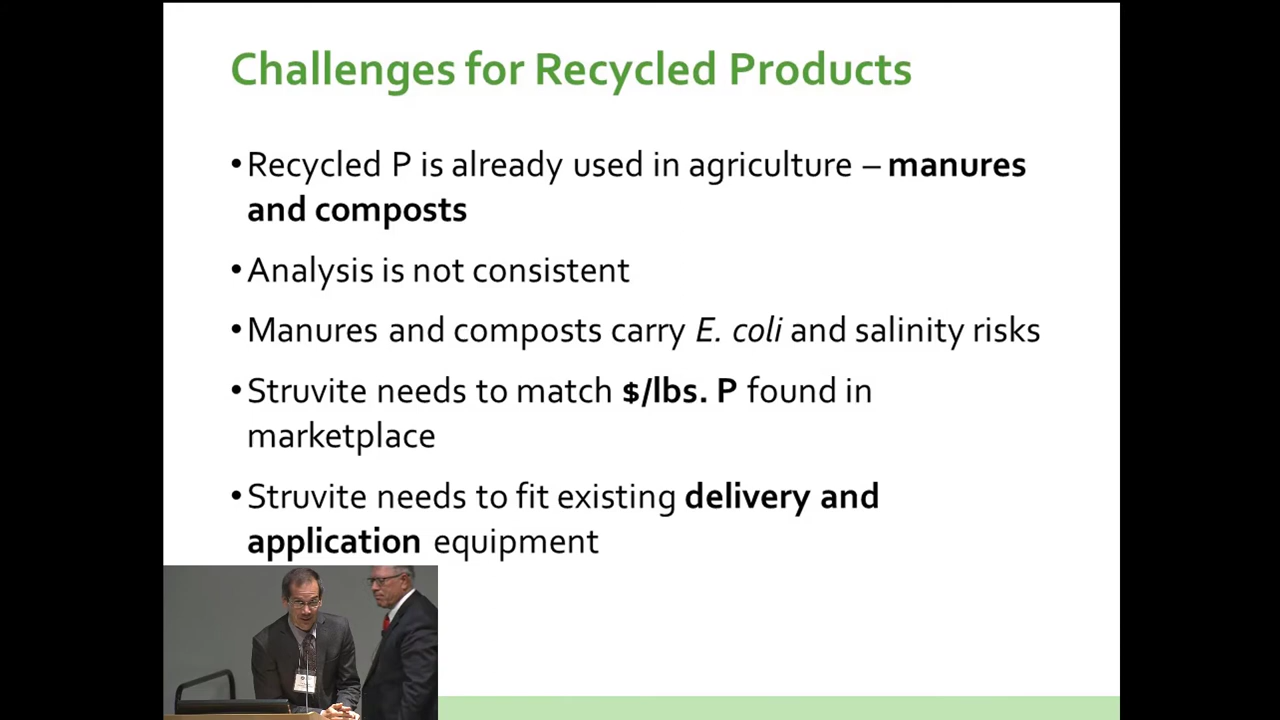 Challenges for Recycled Products
•Recycled P is already used in agriculture – manures
and composts
•Analysis is not consistent
•Manures and composts carry E. coli and salinity risks
•Struvite needs to match $/lbs. P found in
marketplace
•Struvite needs to fit existing delivery and
application equipment